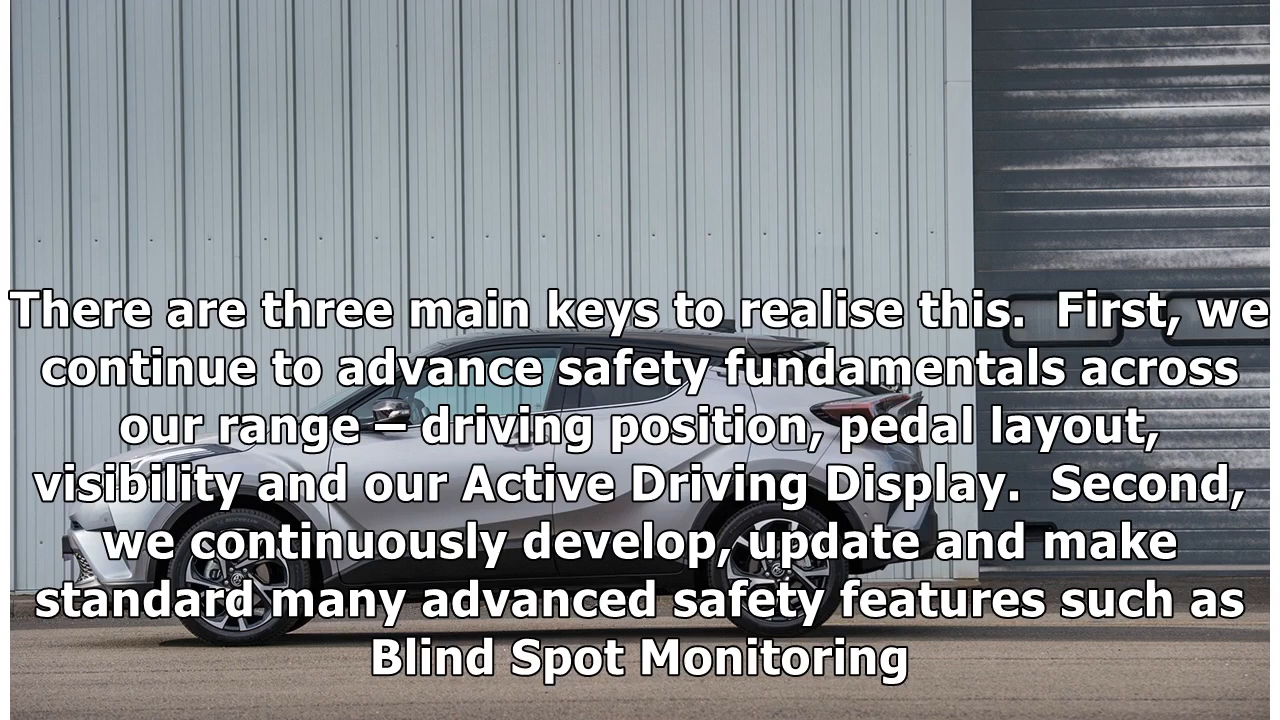 There are three main keys to realise this.  First, we
continue to advance safety fundamentals across
our range – driving position, pedal layout,
visibility and our Active Driving Display.  Second,
we continuously develop, update and make
standard many advanced safety features such as
Blind Spot Monitoring